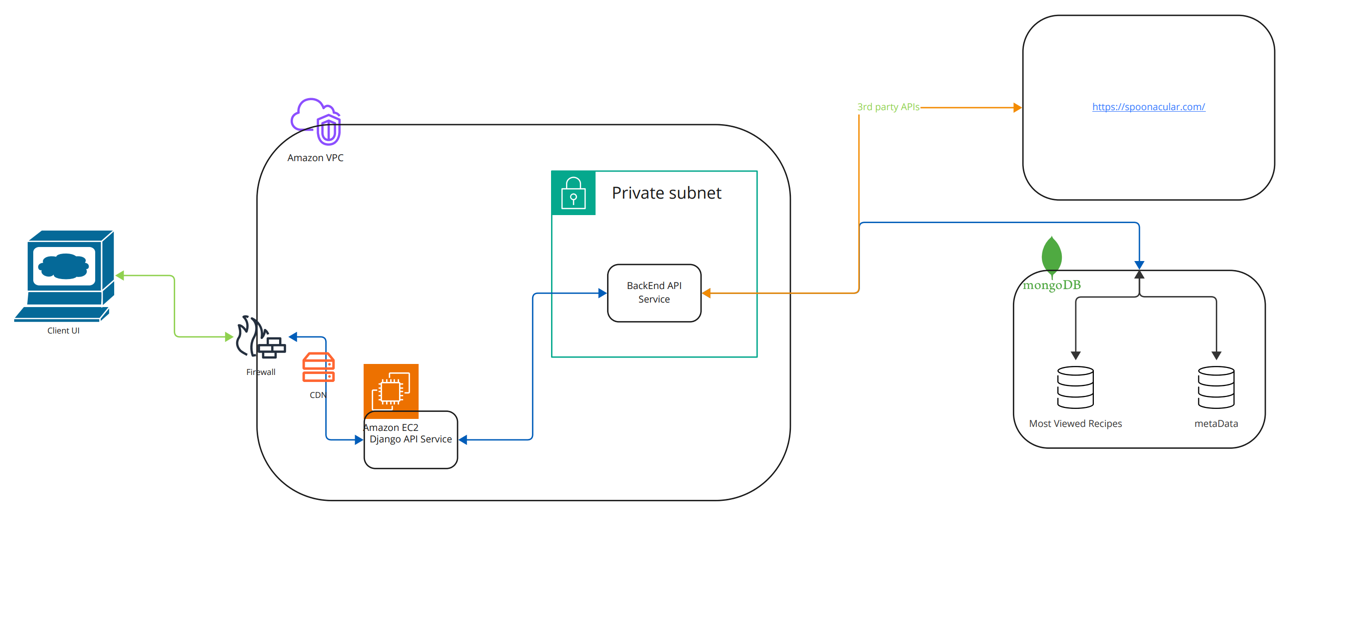 3rd party APIs
https://spoonacular.com/
Amazon VPC
Private subnet
BackEnd API
Service
mongoDB
Client UI
Firewall
CDN
Amazon EC2
Django API Service
Most Viewed Recipes
metaData